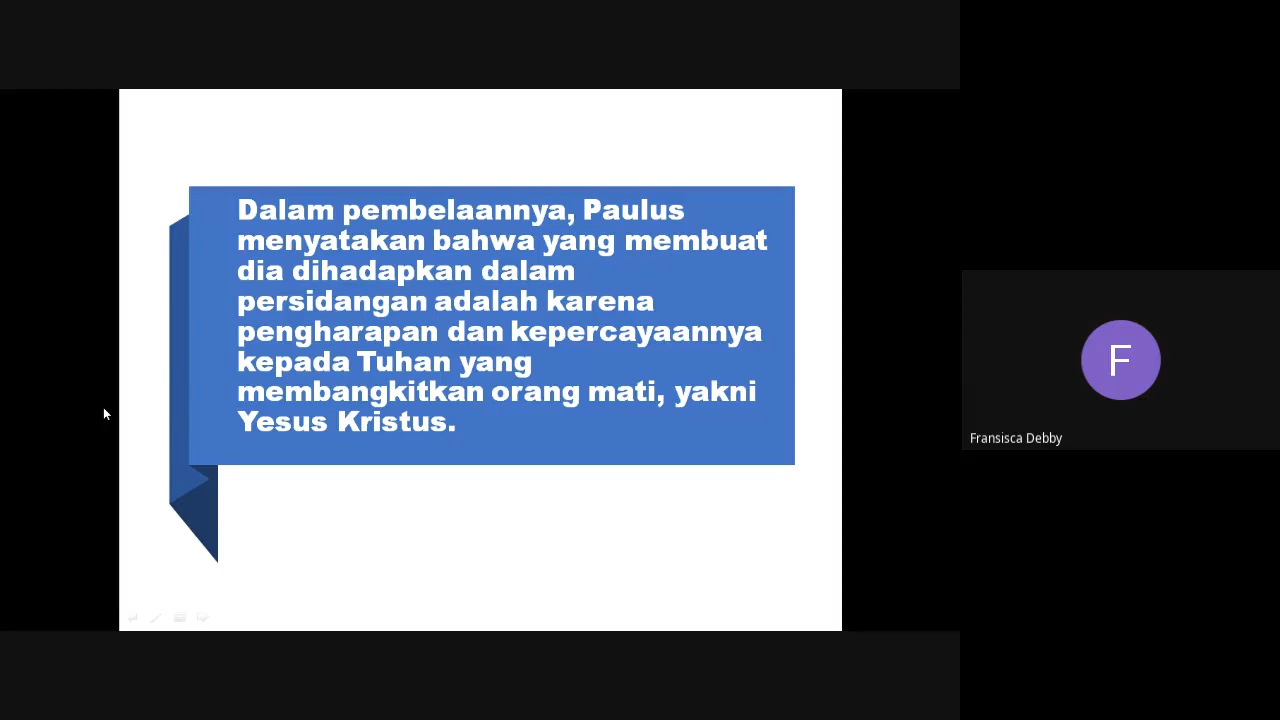 Dalam pembelaannya, Paulus
menyatakan bahwa yang membuat
dia dihadapkan dalam
persidangan adalah karena
pengharapan dan kepercayaannya
kepada Tuhan yang
membangkitkan orang mati, yakni
Yesus Kristus.
F
Fransisca Debby